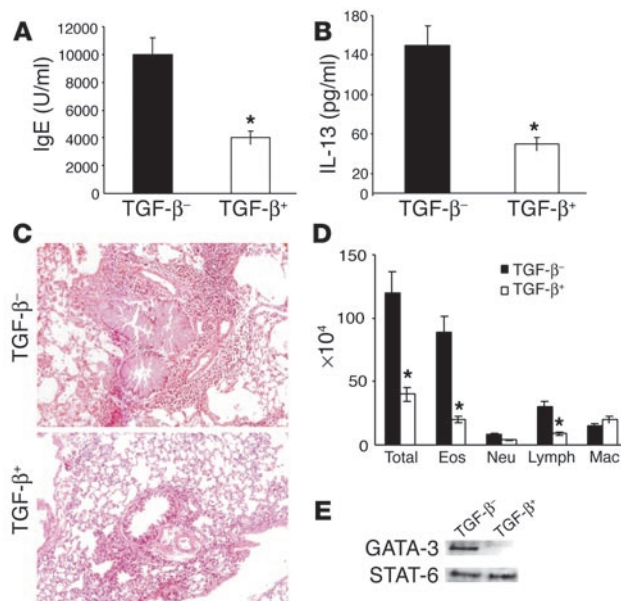 A
IgE (U/ml)
12000
10000
8000
6000
4000
2000
0
*
TGF-β⁻ TGF-β⁺
B
IL-13 (pg/ml)
180
140
100
60
20
0
*
TGF-β⁻ TGF-β⁺
C
TGF-β⁻
TGF-β⁺
D
TGF-β⁻
TGF-β⁺
×10⁴
150
100
50
0
* * *
Total Eos Neu Lymph Mac
E
TGF-β⁻ TGF-β⁺
GATA-3
STAT-6